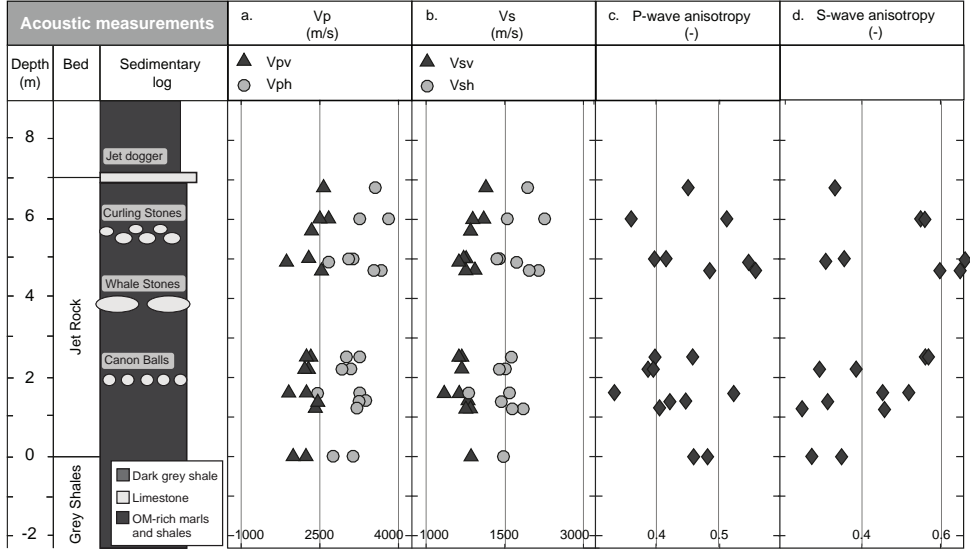 Acoustic measurements
a. Vp
(m/s)
b. Vs
(m/s)
c. P-wave anisotropy
(-)
d. S-wave anisotropy
(-)
Depth
(m)
Bed
Sedimentary
log
Vpv
Vph
Vsv
Vsh
8
6
4
2
0
-2
Jet Rock
Grey Shales
Jet dogger
Curling Stones
Whale Stones
Canon Balls
Dark grey shale
Limestone
OM-rich marls
and shales
1000 2500 4000
1000 1500 3000
0.4 0.5
0.4 0.6